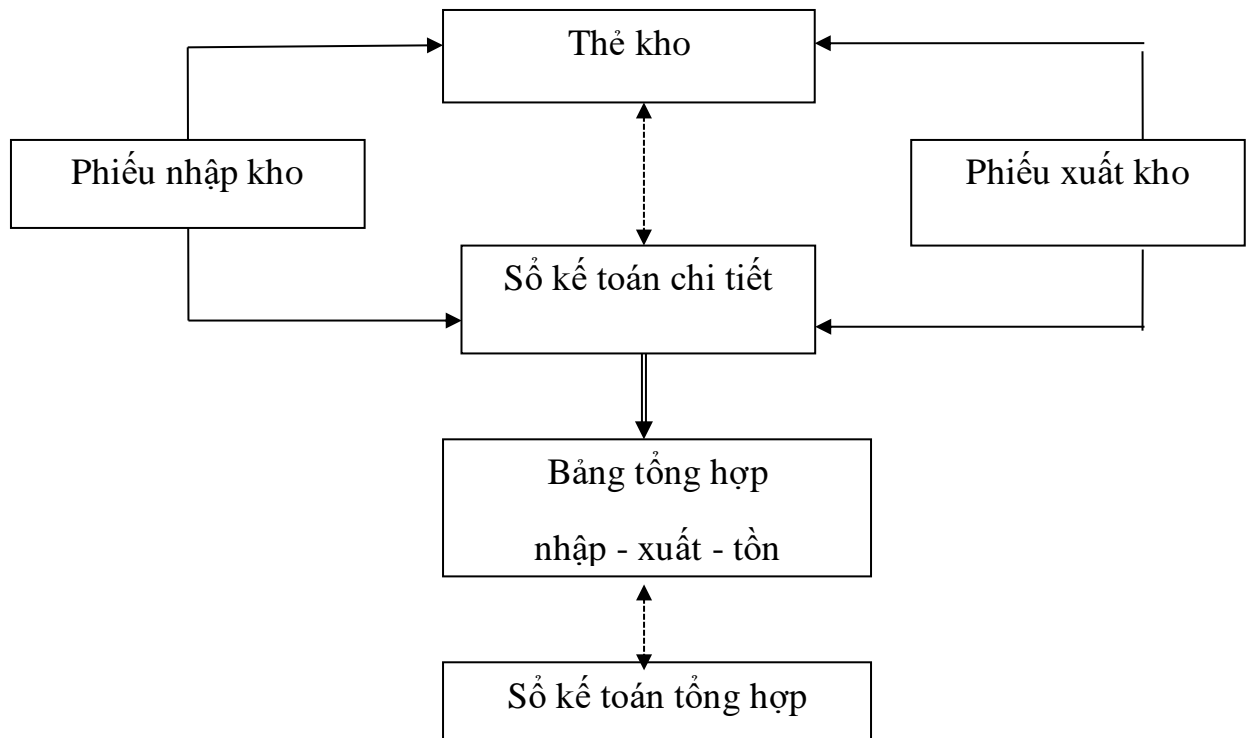 Thẻ kho
Phiếu nhập kho
Phiếu xuất kho
Sổ kế toán chi tiết
Bảng tổng hợp
nhập - xuất - tồn
Sổ kế toán tổng hợp